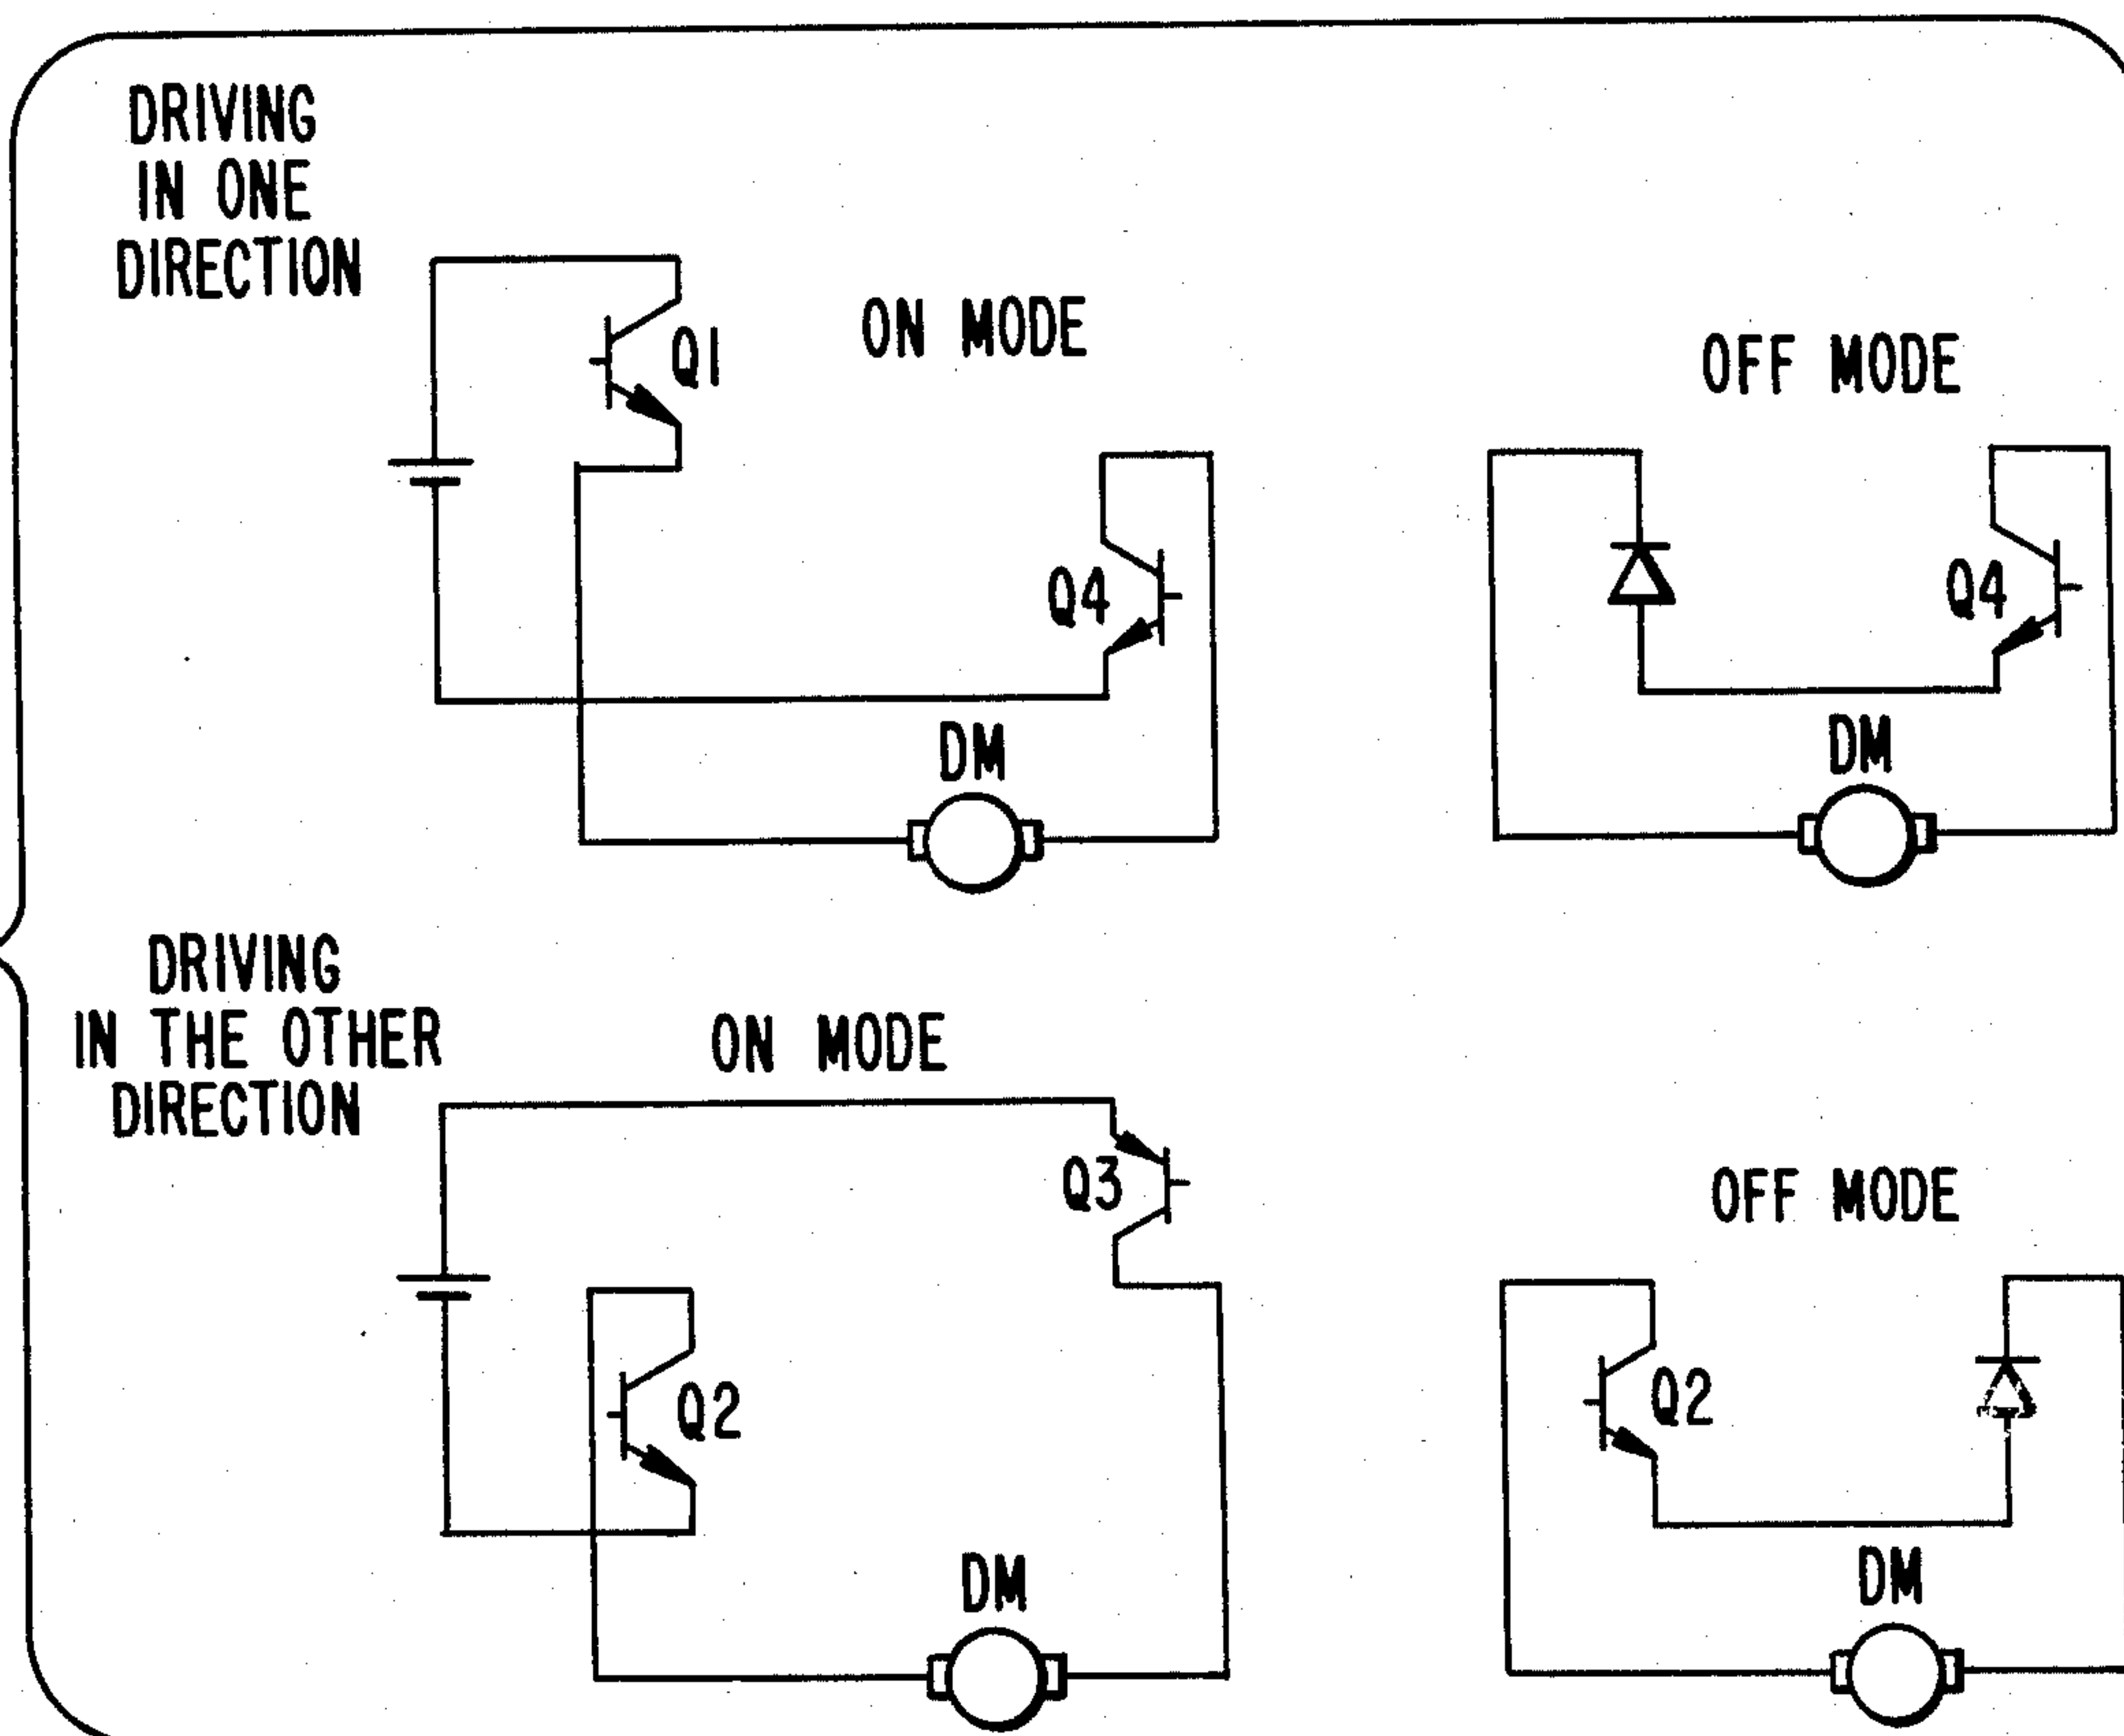 DRIVING
IN ONE
DIRECTION
ON MODE
OFF MODE
Q1
Q4
Q4
DM
DM
DRIVING
IN THE OTHER
DIRECTION
ON MODE
Q3
OFF MODE
Q2
Q2
DM
DM